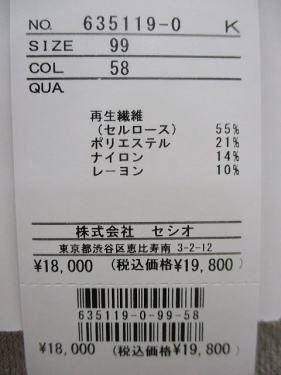 NO. 635119-0 K
SIZE 99
COL. 58
QUA.
再生繊維
(セルロース) 55%
ポリエステル 21%
ナイロン 14%
レーヨン 10%
株式会社 セシオ
東京都渋谷区恵比寿南 3-2-12
¥18,000 (税込価格¥19,800)
635119-0-99-58
¥18,000 (税込価格¥19,800)